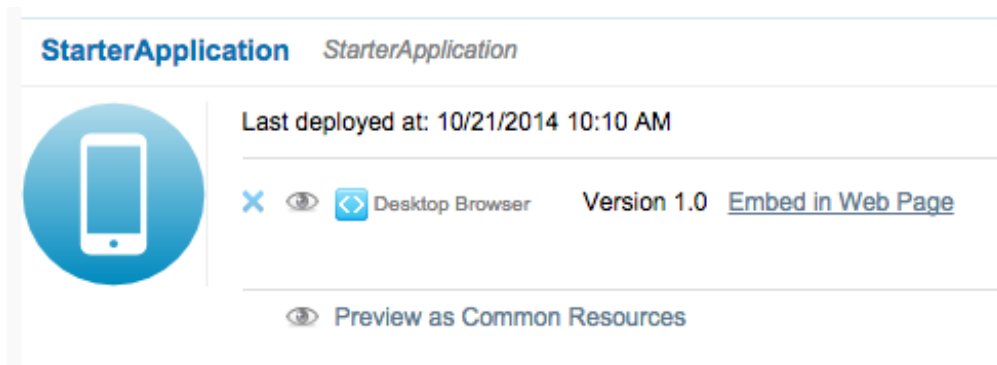 StarterApplication StarterApplication
Last deployed at: 10/21/2014 10:10 AM
Desktop Browser Version 1.0 Embed in Web Page
Preview as Common Resources